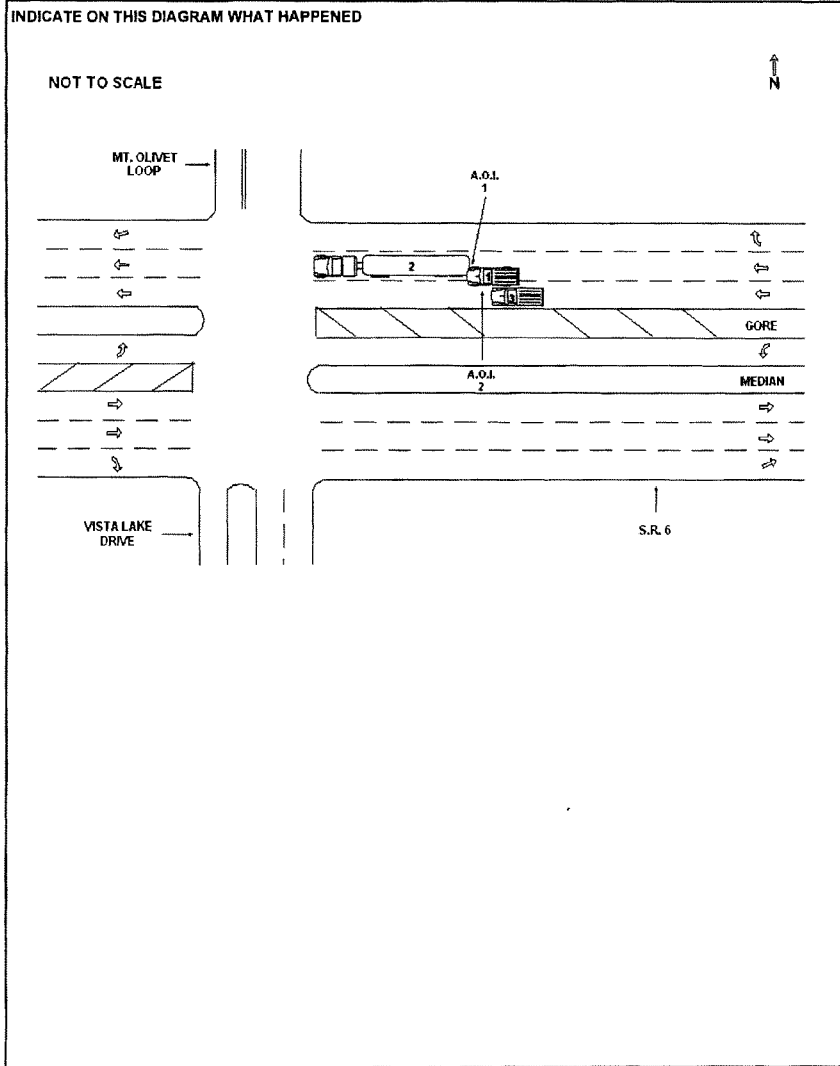 INDICATE ON THIS DIAGRAM WHAT HAPPENED
NOT TO SCALE
N
MT. OLIVET
LOOP
A.O.I.
1
2
1
3
GORE
A.O.I.
2
MEDIAN
VISTA LAKE
DRIVE
S.R. 6